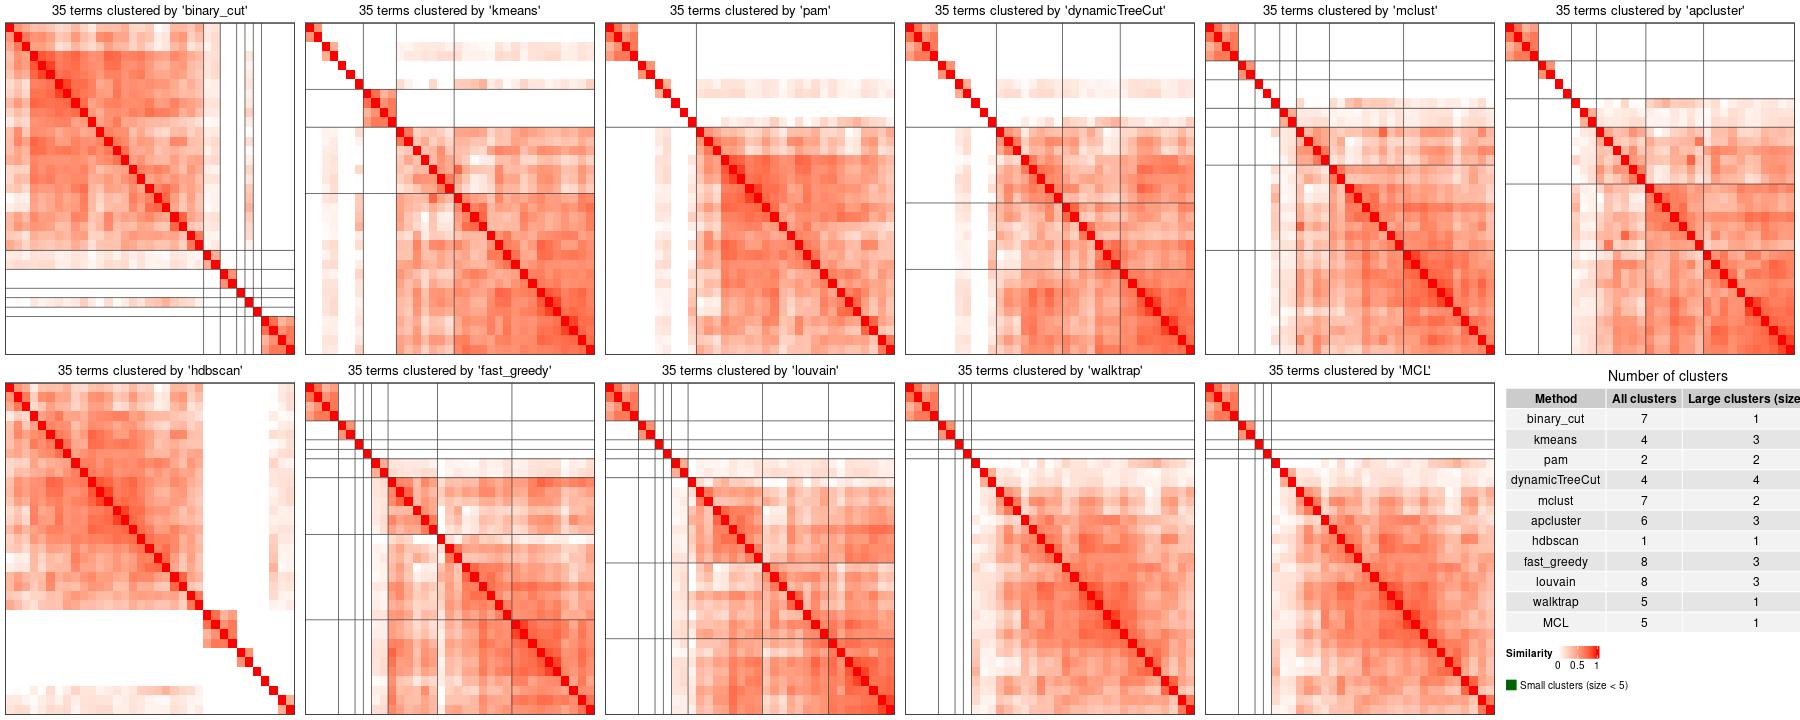 35 terms clustered by 'binary_cut'
35 terms clustered by 'kmeans'
35 terms clustered by 'pam'
35 terms clustered by 'dynamicTreeCut'
35 terms clustered by 'mclust'
35 terms clustered by 'apcluster'
35 terms clustered by 'hdbscan'
35 terms clustered by 'fast_greedy'
35 terms clustered by 'louvain'
35 terms clustered by 'walktrap'
35 terms clustered by 'MCL'
Number of clusters
Method All clusters Large clusters (size
binary_cut 7 1
kmeans 4 3
pam 2 2
dynamicTreeCut 4 4
mclust 7 2
apcluster 6 3
hdbscan 1 1
fast_greedy 8 3
louvain 8 3
walktrap 5 1
MCL 5 1
Similarity
0 0.5 1
Small clusters (size < 5)